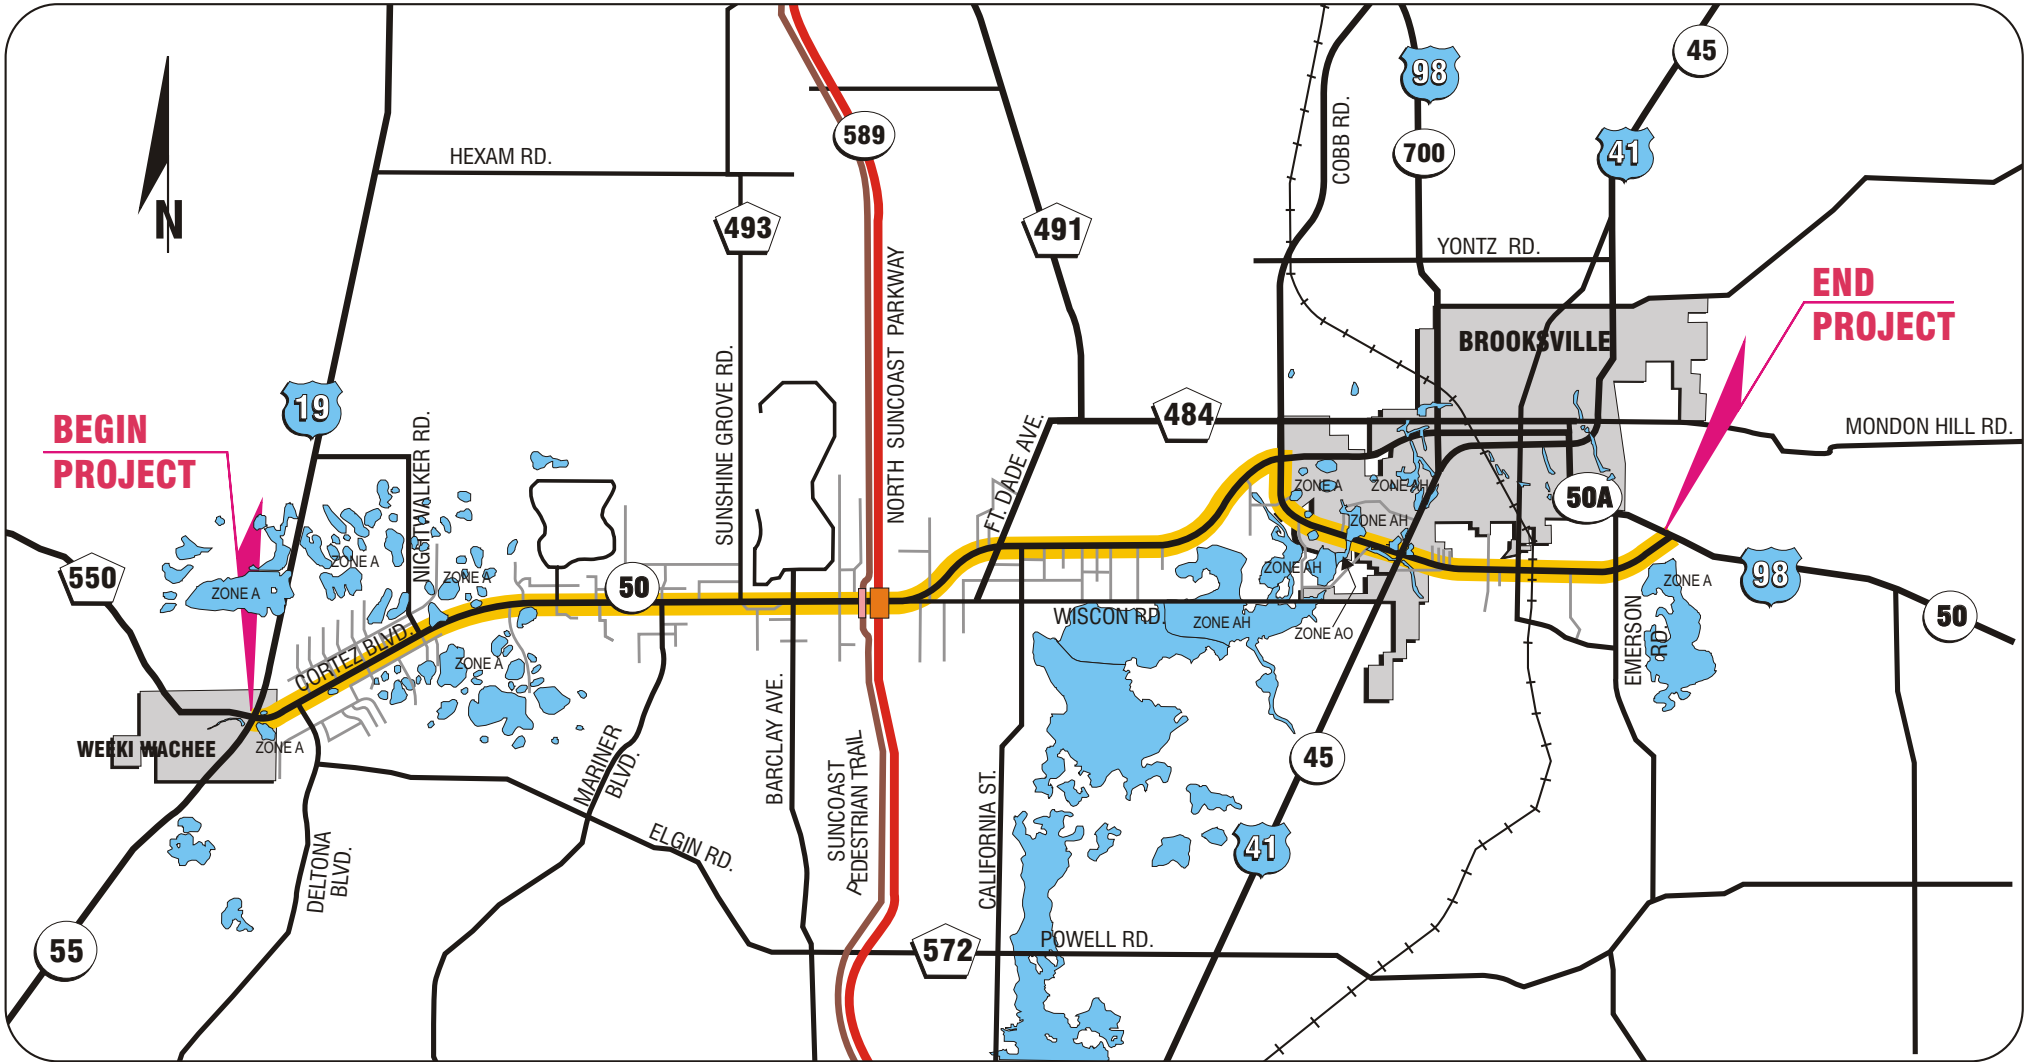 45
98
589
COBB RD.
700
41
HEXAM RD.
N
493
491
YONTZ RD.
NORTH SUNCOAST PARKWAY
END
PROJECT
BROOKSVILLE
SUNSHINE GROVE RD.
19
BEGIN
PROJECT
NIGHTWALKER RD.
484
FT. DADE AVE.
MONDON HILL RD.
ZONE A
ZONE AH
50A
ZONE AH
550
ZONE A
ZONE A
ZONE A
50
ZONE AH
ZONE A
98
WISCON RD.
ZONE AH
ZONE AO
EMERSON
RD.
50
CORTEZ BLVD.
ZONE A
WEEKI WACHEE
ZONE A
MARINER
BLVD.
BARCLAY AVE.
SUNCOAST
PEDESTRIAN TRAIL
CALIFORNIA ST.
45
41
DELTONA
BLVD.
ELGIN RD.
55
572
POWELL RD.